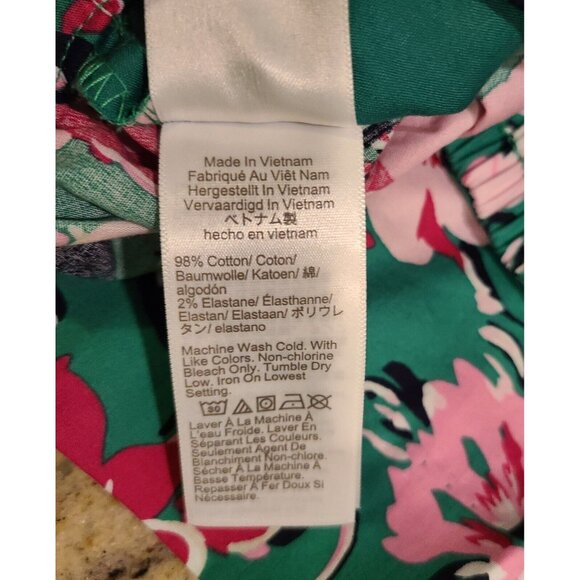 Made In Vietnam
Fabriqué Au Viêt Nam
Hergestellt In Vietnam
Vervaardigd In Vietnam
ベトナム製
hecho en vietnam
98% Cotton/ Coton/
Baumwolle/ Katoen/ 綿/
algodón
2% Elastane/ Élasthanne/
Elastan/ Elastaan/ ポリウレ
タン/ elastano
Machine Wash Cold. With
Like Colors. Non-chlorine
Bleach Only. Tumble Dry
Low. Iron On Lowest
Setting.
Laver À La Machine À
L'eau Froide. Laver En
Séparant Les Couleurs.
Seulement Agent De
Blanchiment Non-chlore.
Sécher À La Machine À
Basse Température.
Repasser À Fer Doux Si
Nécessaire.